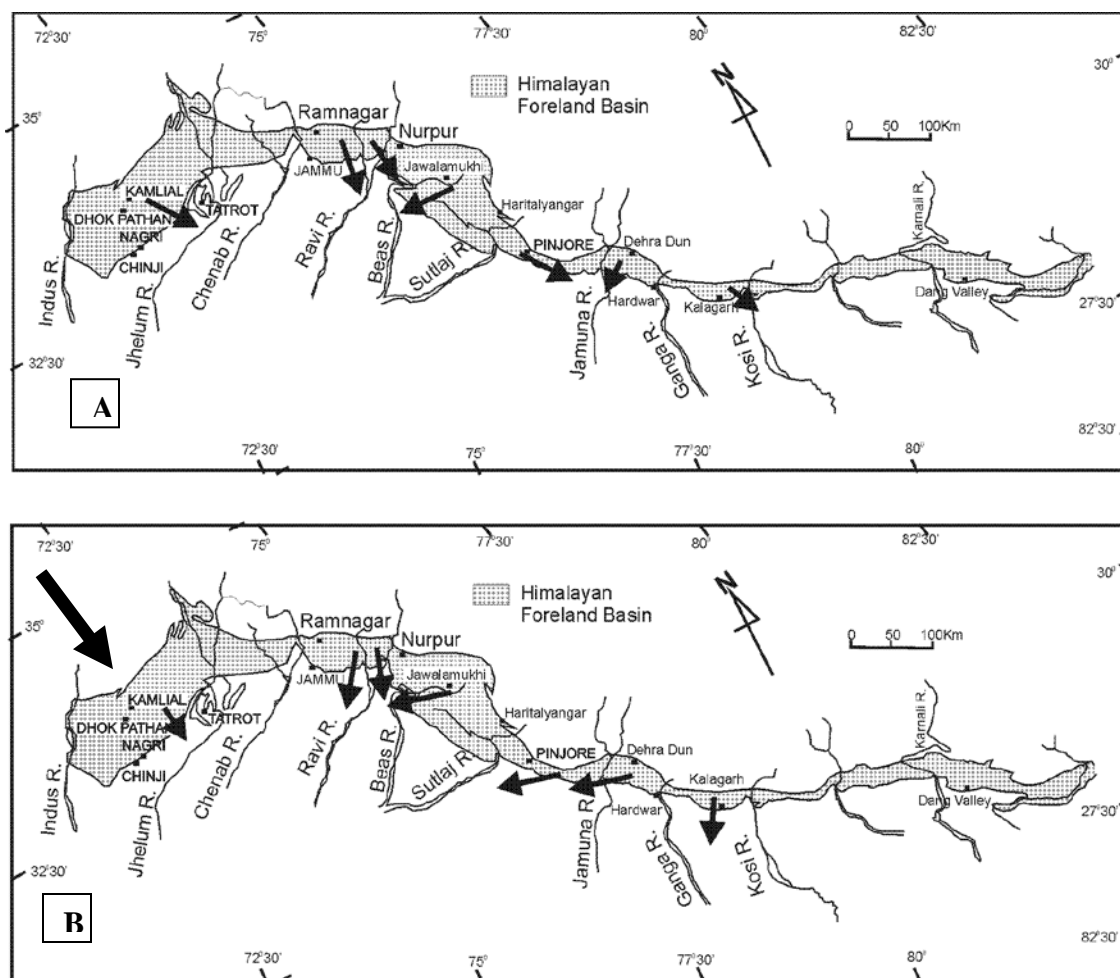 72°30'
75°
77°30'
80°
82°30'
30°
35°
Himalayan
Foreland Basin
N
0 50 100Km
Ramnagar
Nurpur
JAMMU
Jawalamukhi
KAMLIAL
DHOK PATHAN
TATROT
NAGRI
CHINJI
Haritalyangar
PINJORE
Dehra Dun
Karnali R.
Dang Valley
Hardwar
Kalagarh
27°30'
Indus R.
Jhelum R.
Chenab R.
Ravi R.
Beas R.
Sutlaj R.
Jamuna R.
Ganga R.
Kosi R.
32°30'
A
82°30'
72°30'
75°
77°30'
80°
72°30'
75°
77°30'
80°
82°30'
30°
35°
Himalayan
Foreland Basin
N
0 50 100Km
Ramnagar
Nurpur
JAMMU
Jawalamukhi
KAMLIAL
DHOK PATHAN
TATROT
NAGRI
CHINJI
Haritalyangar
PINJORE
Dehra Dun
Karnali R.
Kalagarh
Dang Valley
Hardwar
27°30'
Indus R.
Jhelum R.
Chenab R.
Ravi R.
Beas R.
Sutlaj R.
Jamuna R.
Ganga R.
Kosi R.
32°30'
B
82°30'
72°30'
75°
77°30'
80°